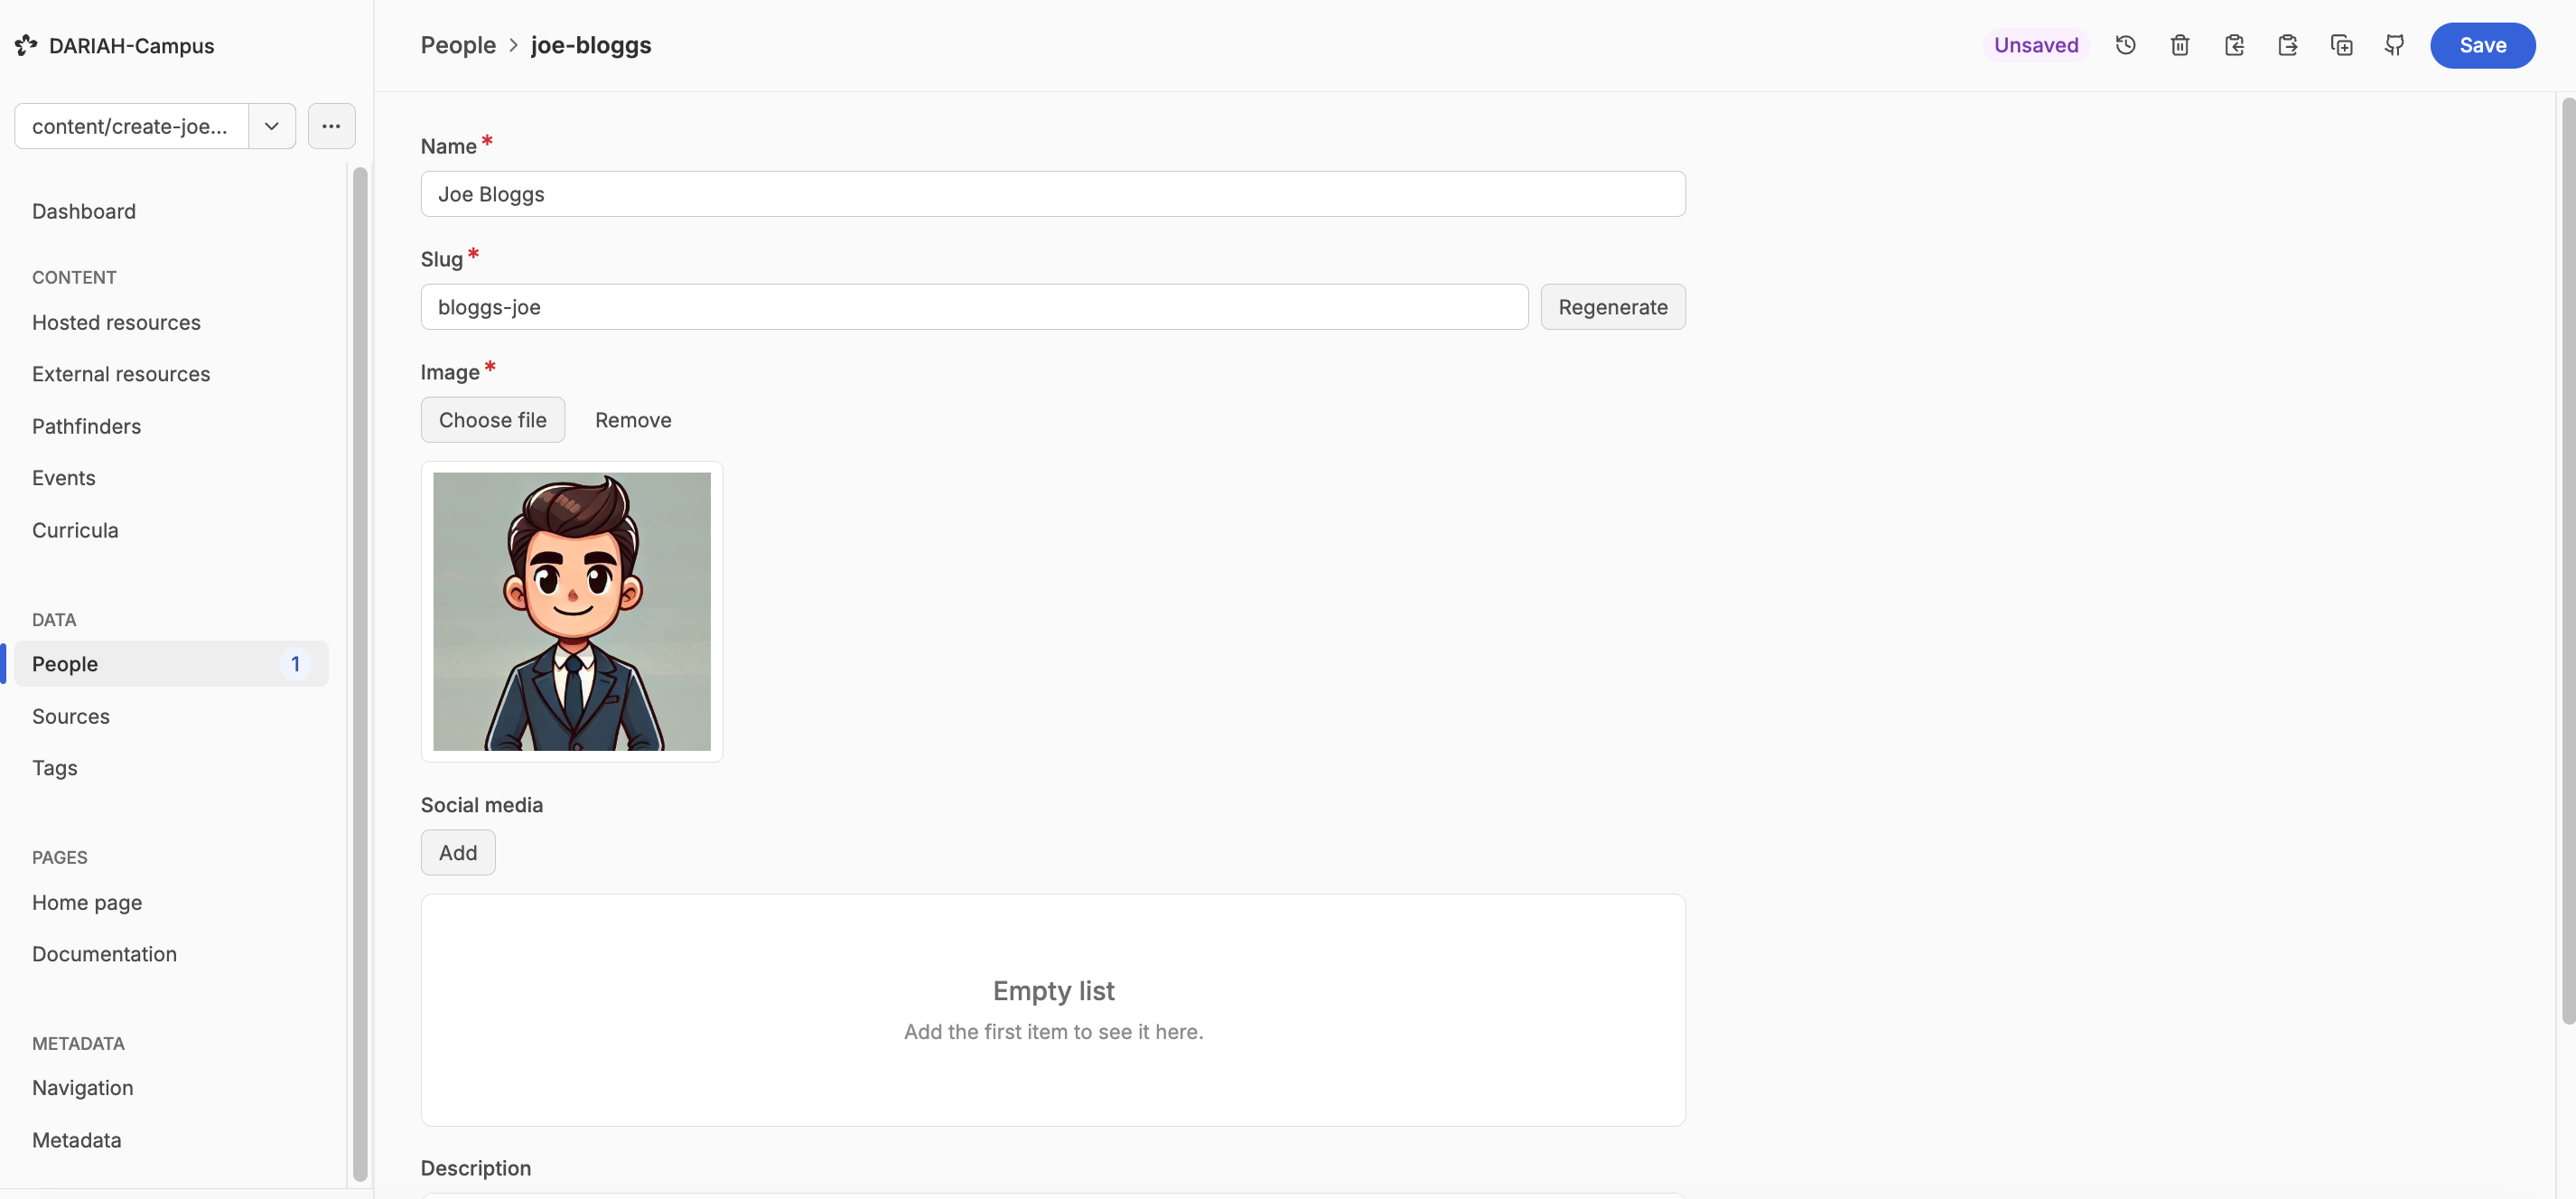 DARIAH-Campus
content/create-joe...
Dashboard
CONTENT
Hosted resources
External resources
Pathfinders
Events
Curricula
DATA
People 1
Sources
Tags
PAGES
Home page
Documentation
METADATA
Navigation
Metadata
People > joe-bloggs
Unsaved
Save
Name *
Joe Bloggs
Slug *
bloggs-joe
Regenerate
Image *
Choose file Remove
Social media
Add
Empty list
Add the first item to see it here.
Description